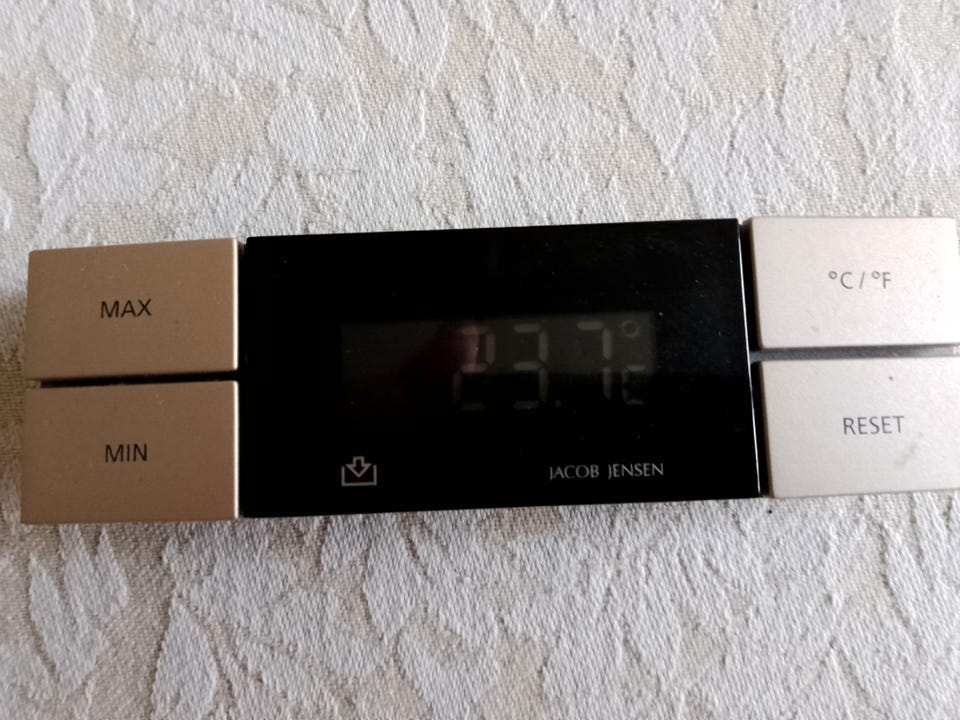 MAX
MIN
23.7°C
JACOB JENSEN
°C/°F
RESET